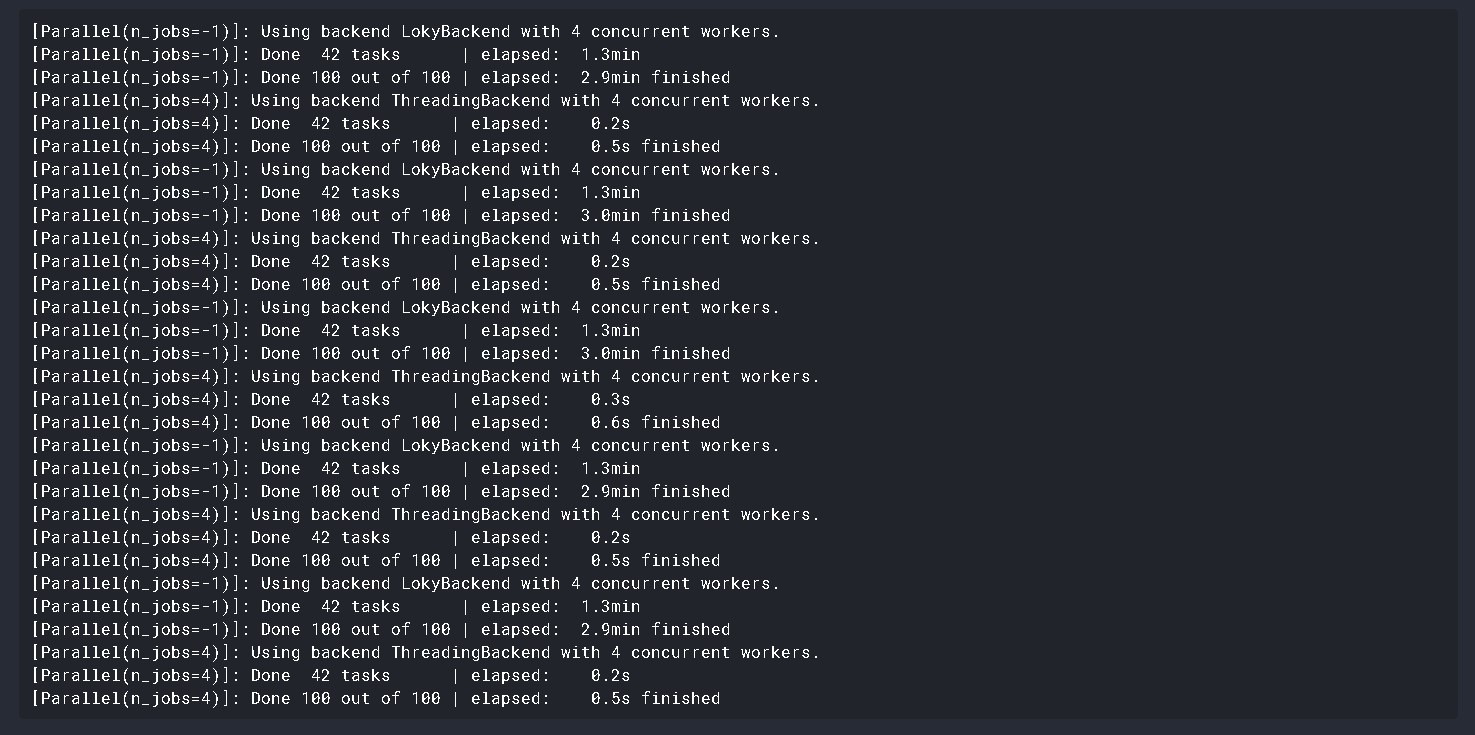 [Parallel(n_jobs=-1)]: Using backend LokyBackend with 4 concurrent workers.
[Parallel(n_jobs=-1)]: Done  42 tasks      | elapsed:  1.3min
[Parallel(n_jobs=-1)]: Done 100 out of 100 | elapsed:  2.9min finished
[Parallel(n_jobs=4)]: Using backend ThreadingBackend with 4 concurrent workers.
[Parallel(n_jobs=4)]: Done  42 tasks      | elapsed:    0.2s
[Parallel(n_jobs=4)]: Done 100 out of 100 | elapsed:    0.5s finished
[Parallel(n_jobs=-1)]: Using backend LokyBackend with 4 concurrent workers.
[Parallel(n_jobs=-1)]: Done  42 tasks      | elapsed:  1.3min
[Parallel(n_jobs=-1)]: Done 100 out of 100 | elapsed:  3.0min finished
[Parallel(n_jobs=4)]: Using backend ThreadingBackend with 4 concurrent workers.
[Parallel(n_jobs=4)]: Done  42 tasks      | elapsed:    0.2s
[Parallel(n_jobs=4)]: Done 100 out of 100 | elapsed:    0.5s finished
[Parallel(n_jobs=-1)]: Using backend LokyBackend with 4 concurrent workers.
[Parallel(n_jobs=-1)]: Done  42 tasks      | elapsed:  1.3min
[Parallel(n_jobs=-1)]: Done 100 out of 100 | elapsed:  3.0min finished
[Parallel(n_jobs=4)]: Using backend ThreadingBackend with 4 concurrent workers.
[Parallel(n_jobs=4)]: Done  42 tasks      | elapsed:    0.3s
[Parallel(n_jobs=4)]: Done 100 out of 100 | elapsed:    0.6s finished
[Parallel(n_jobs=-1)]: Using backend LokyBackend with 4 concurrent workers.
[Parallel(n_jobs=-1)]: Done  42 tasks      | elapsed:  1.3min
[Parallel(n_jobs=-1)]: Done 100 out of 100 | elapsed:  2.9min finished
[Parallel(n_jobs=4)]: Using backend ThreadingBackend with 4 concurrent workers.
[Parallel(n_jobs=4)]: Done  42 tasks      | elapsed:    0.2s
[Parallel(n_jobs=4)]: Done 100 out of 100 | elapsed:    0.5s finished
[Parallel(n_jobs=-1)]: Using backend LokyBackend with 4 concurrent workers.
[Parallel(n_jobs=-1)]: Done  42 tasks      | elapsed:  1.3min
[Parallel(n_jobs=-1)]: Done 100 out of 100 | elapsed:  2.9min finished
[Parallel(n_jobs=4)]: Using backend ThreadingBackend with 4 concurrent workers.
[Parallel(n_jobs=4)]: Done  42 tasks      | elapsed:    0.2s
[Parallel(n_jobs=4)]: Done 100 out of 100 | elapsed:    0.5s finished